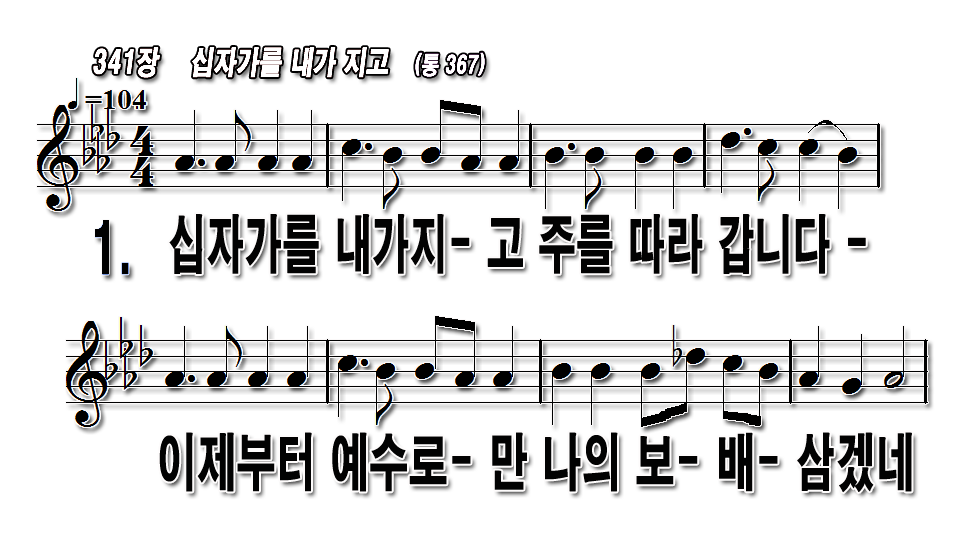 341장 십자가를 내가 지고 (통 367)
♩=104
1. 십자가를 내가지- 고 주를 따라 갑니다 -
이제부터 예수로- 만 나의 보- 배- 삼겠네